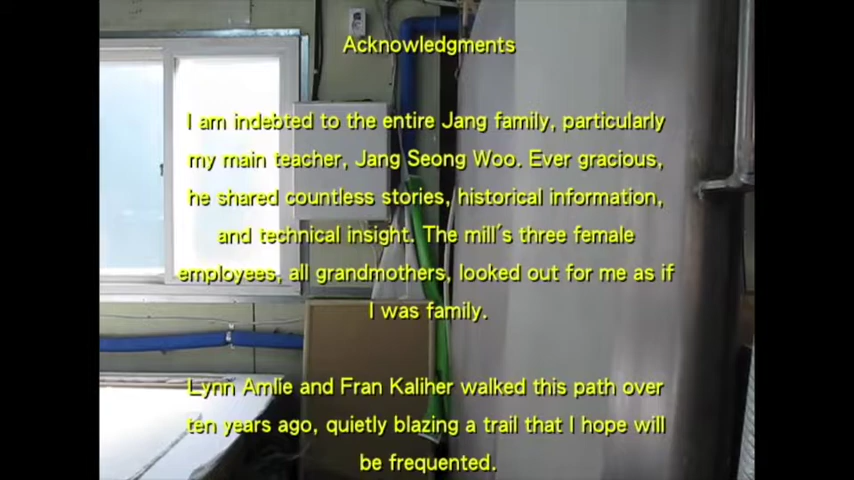 Acknowledgments
I am indebted to the entire Jang family, particularly
my main teacher, Jang Seong Woo. Ever gracious,
he shared countless stories, historical information,
and technical insight. The mill's three female
employees, all grandmothers, looked out for me as if
I was family.
Lynn Amlie and Fran Kaliher walked this path over
ten years ago, quietly blazing a trail that I hope will
be frequented.